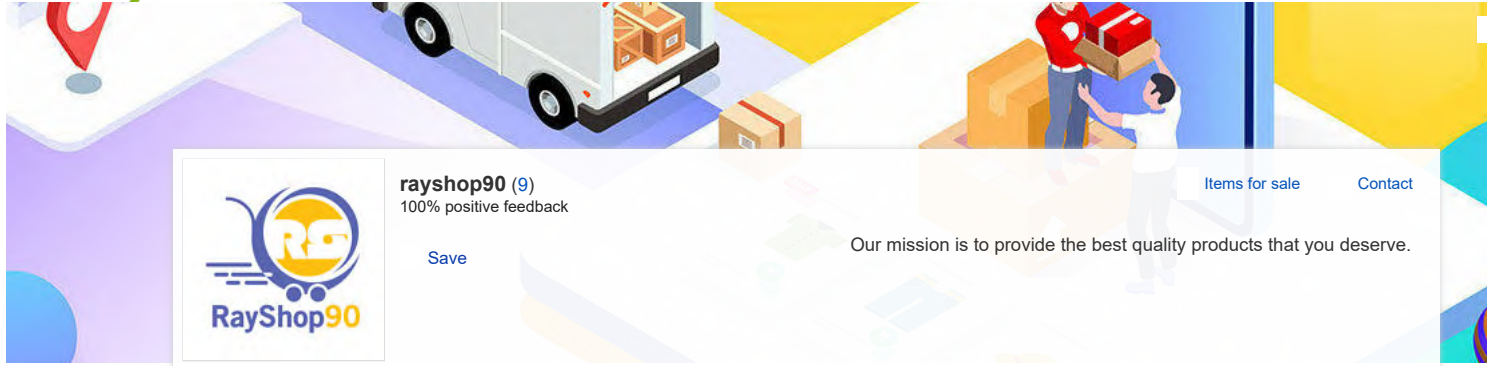 RS
RayShop90
rayshop90 (9)
100% positive feedback
Save
Items for sale
Contact
Our mission is to provide the best quality products that you deserve.